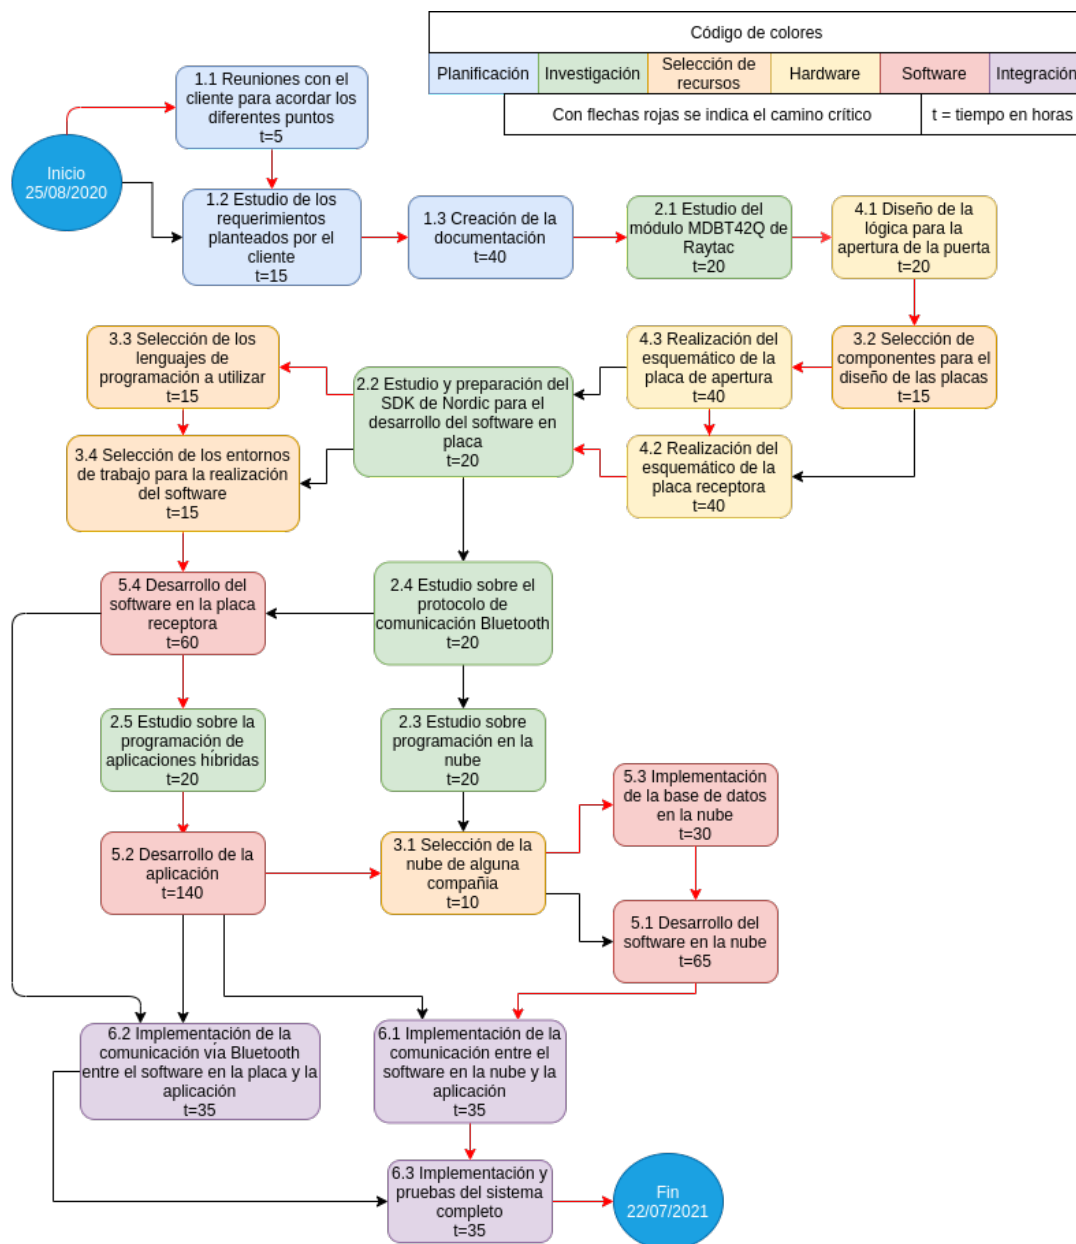 Código de colores
Planificación
Investigación
Selección de
recursos
Hardware
Software
Integración
Con flechas rojas se indica el camino crítico
t = tiempo en horas
Inicio
25/08/2020
1.1 Reuniones con el
cliente para acordar los
diferentes puntos
t=5
1.2 Estudio de los
requerimientos
planteados por el
cliente
t=15
1.3 Creación de la
documentación
t=40
2.1 Estudio del
módulo MDBT42Q de
Raytac
t=20
4.1 Diseño de la
lógica para la
apertura de la puerta
t=20
3.3 Selección de los
lenguajes de
programación a utilizar
t=15
2.2 Estudio y preparación del
SDK de Nordic para el
desarrollo del software en
placa
t=20
4.3 Realización del
esquemático de la
placa de apertura
t=40
3.2 Selección de
componentes para el
diseño de las placas
t=15
3.4 Selección de los entornos
de trabajo para la realización
del software
t=15
4.2 Realización del
esquemático de la
placa receptora
t=40
5.4 Desarrollo del
software en la placa
receptora
t=60
2.4 Estudio sobre el
protocolo de
comunicación Bluetooth
t=20
2.5 Estudio sobre la
programación de
aplicaciones híbridas
t=20
2.3 Estudio sobre
programación en la
nube
t=20
5.3 Implementación
de la base de datos
en la nube
t=30
5.2 Desarrollo de la
aplicación
t=140
3.1 Selección de la
nube de alguna
compañia
t=10
5.1 Desarrollo del
software en la nube
t=65
6.2 Implementación de la
comunicación vía Bluetooth
entre el software en la placa y la
aplicación
t=35
6.1 Implementación de la
comunicación entre el
software en la nube y la
aplicación
t=35
6.3 Implementación y
pruebas del sistema
completo
t=35
Fin
22/07/2021